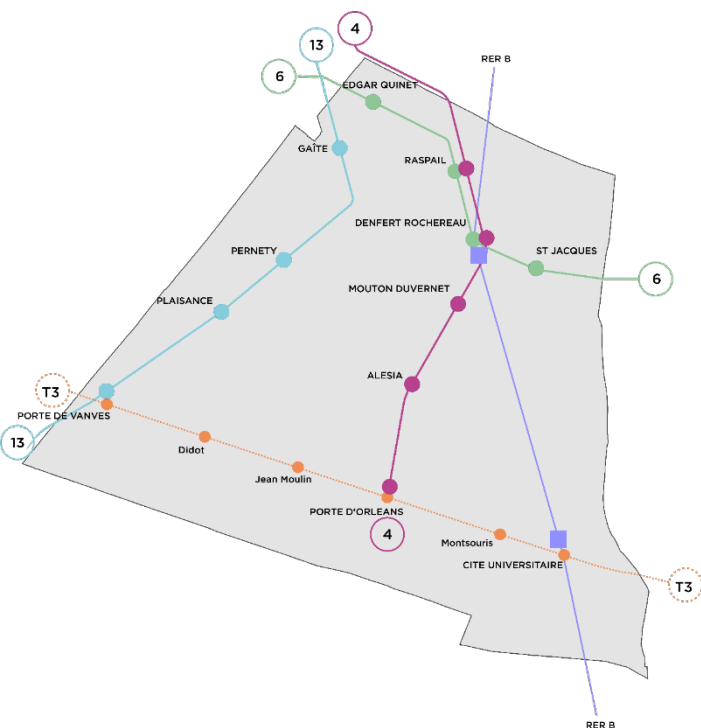 4
13
RER B
6
EDGAR QUINET
GAÎTE
RASPAIL
DENFERT ROCHEREAU
ST JACQUES
PERNETY
6
MOUTON DUVERNET
PLAISANCE
ALESIA
T3
PORTE DE VANVES
13
Didot
Jean Moulin
PORTE D'ORLEANS
4
Montsouris
CITE UNIVERSITAIRE
T3
RER B